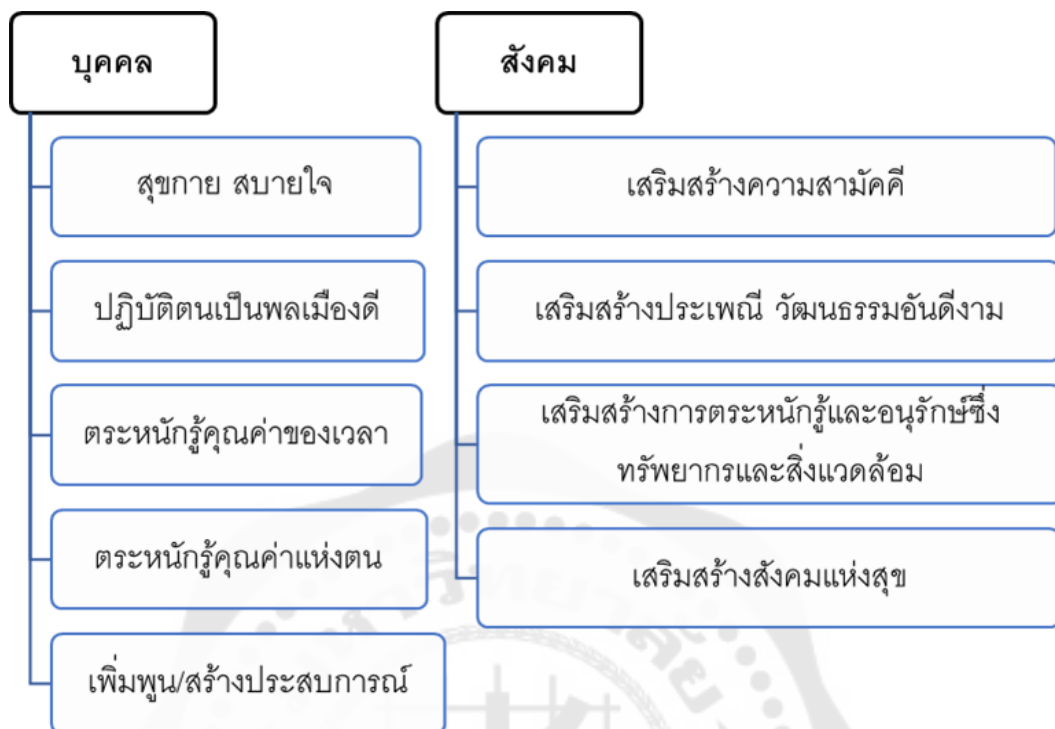 บุคคล
สุขกาย สบายใจ
ปฏิบัติตนเป็นพลเมืองดี
ตระหนักรู้คุณค่าของเวลา
ตระหนักรู้คุณค่าแห่งตน
เพิ่มพูน/สร้างประสบการณ์
สังคม
เสริมสร้างความสามัคคี
เสริมสร้างประเพณี วัฒนธรรมอันดีงาม
เสริมสร้างการตระหนักรู้และอนุรักษ์ซึ่ง
ทรัพยากรและสิ่งแวดล้อม
เสริมสร้างสังคมแห่งสุข